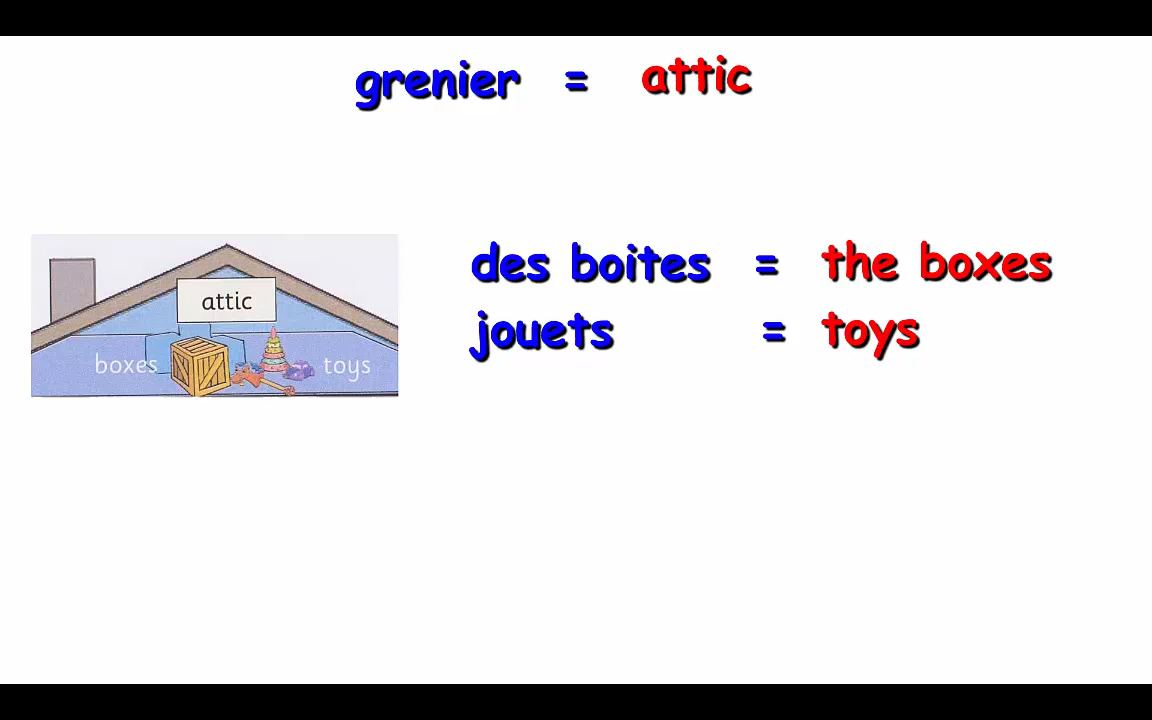 grenier = attic
attic
boxes toys
des boites = the boxes
jouets = toys